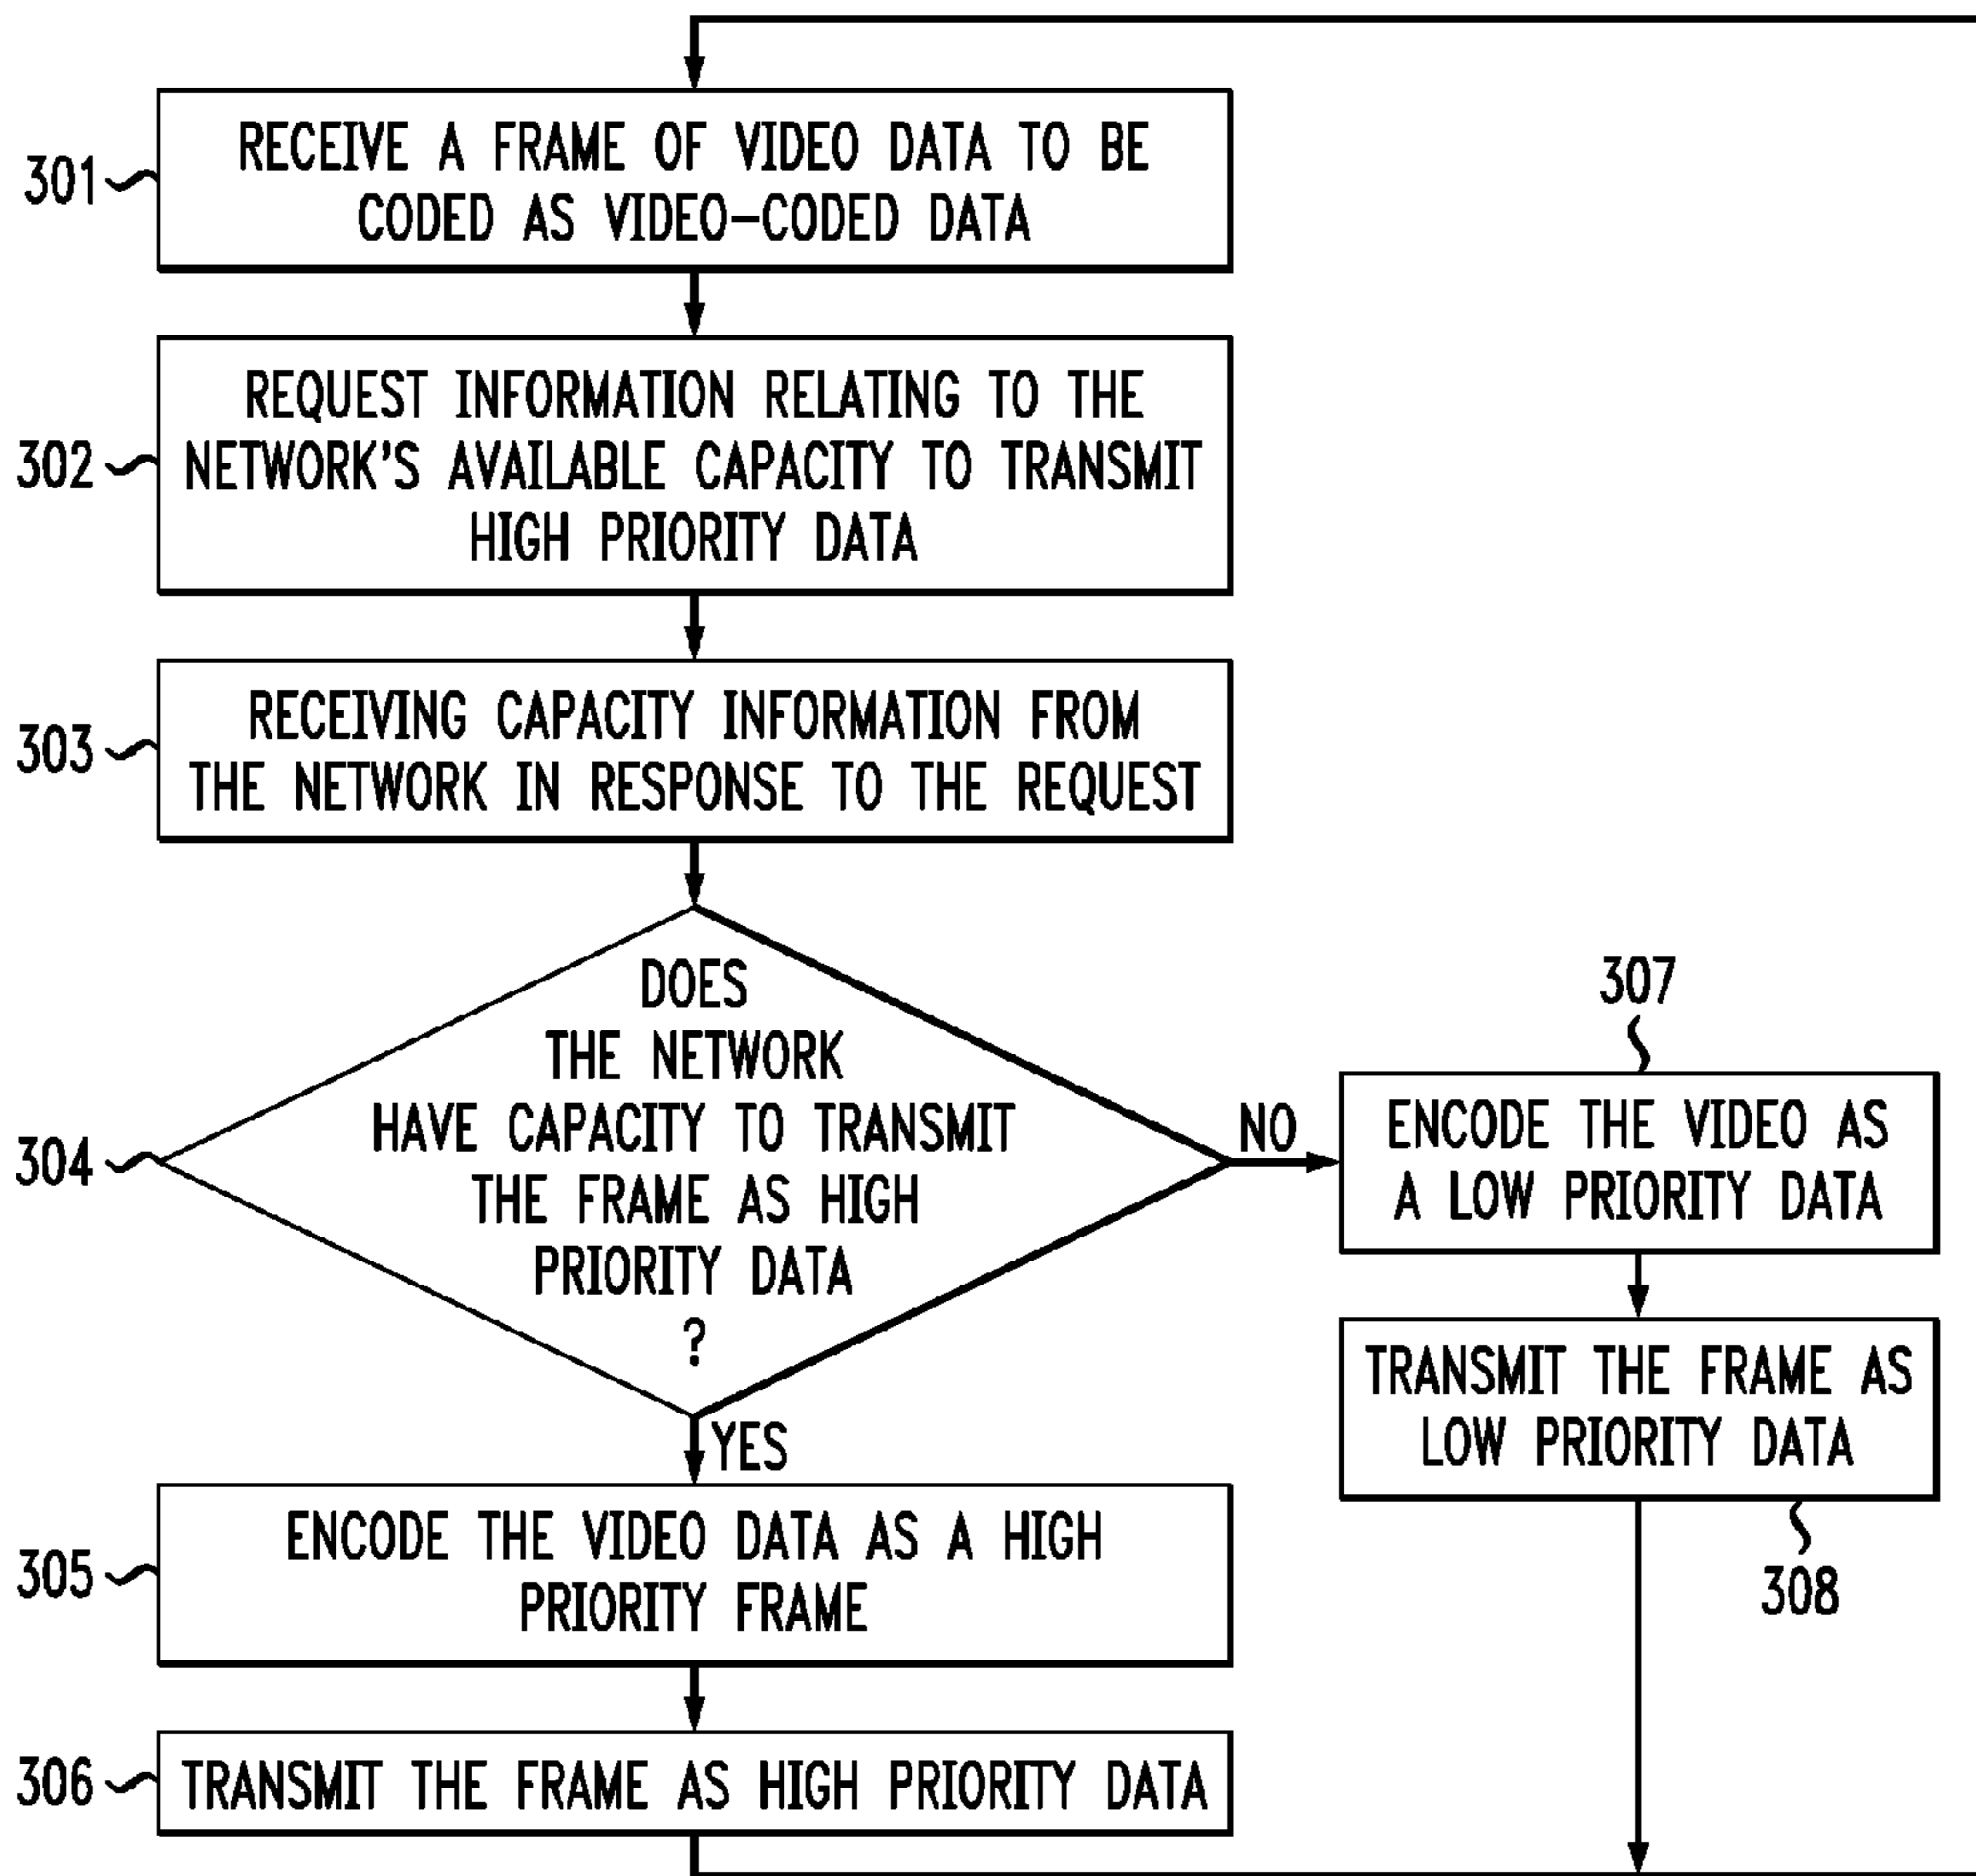 301
RECEIVE A FRAME OF VIDEO DATA TO BE
CODED AS VIDEO-CODED DATA
302
REQUEST INFORMATION RELATING TO THE
NETWORK'S AVAILABLE CAPACITY TO TRANSMIT
HIGH PRIORITY DATA
303
RECEIVING CAPACITY INFORMATION FROM
THE NETWORK IN RESPONSE TO THE REQUEST
304
DOES
THE NETWORK
HAVE CAPACITY TO TRANSMIT
THE FRAME AS HIGH
PRIORITY DATA
?
NO
307
ENCODE THE VIDEO AS
A LOW PRIORITY DATA
TRANSMIT THE FRAME AS
LOW PRIORITY DATA
308
YES
305
ENCODE THE VIDEO DATA AS A HIGH
PRIORITY FRAME
306
TRANSMIT THE FRAME AS HIGH PRIORITY DATA